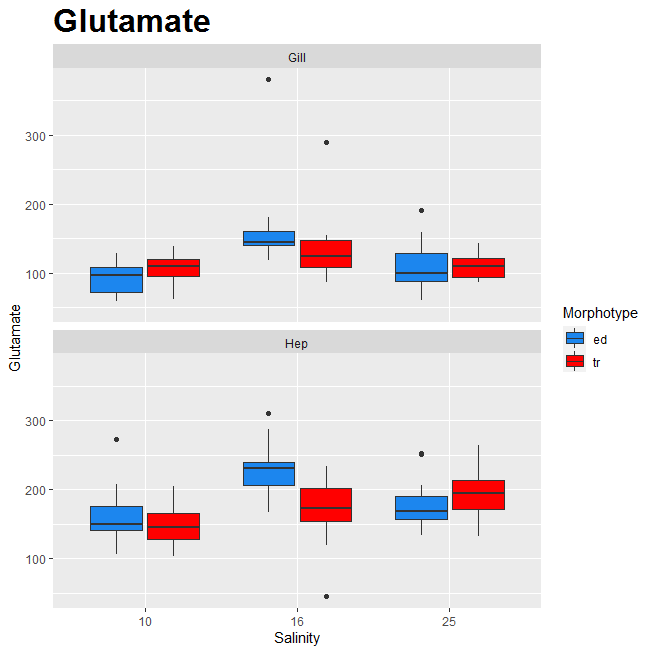 Glutamate
Gill
300
200
100
Hep
300
200
100
Glutamate
10
16
25
Salinity
Morphotype
ed
tr